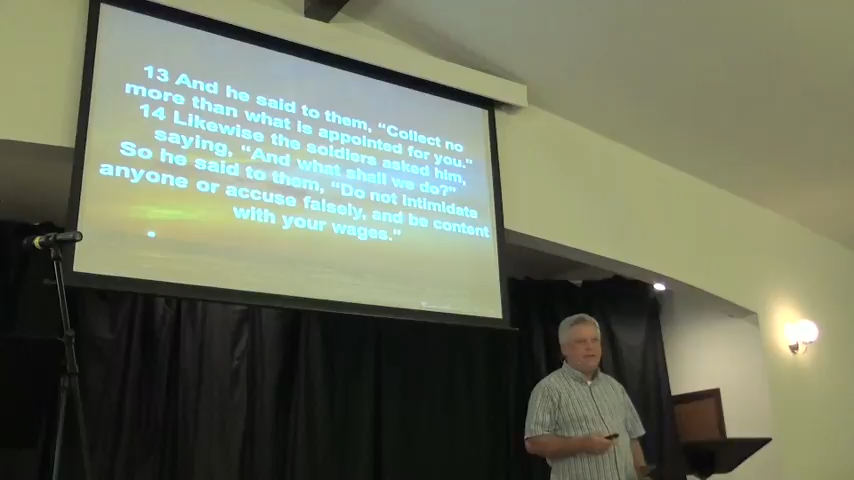 13 And he said to them, “Collect no
more than what is appointed for you.”
14 Likewise the soldiers asked him,
saying, “And what shall we do?”
So he said to them, “Do not intimidate
anyone or accuse falsely, and be content
with your wages.”